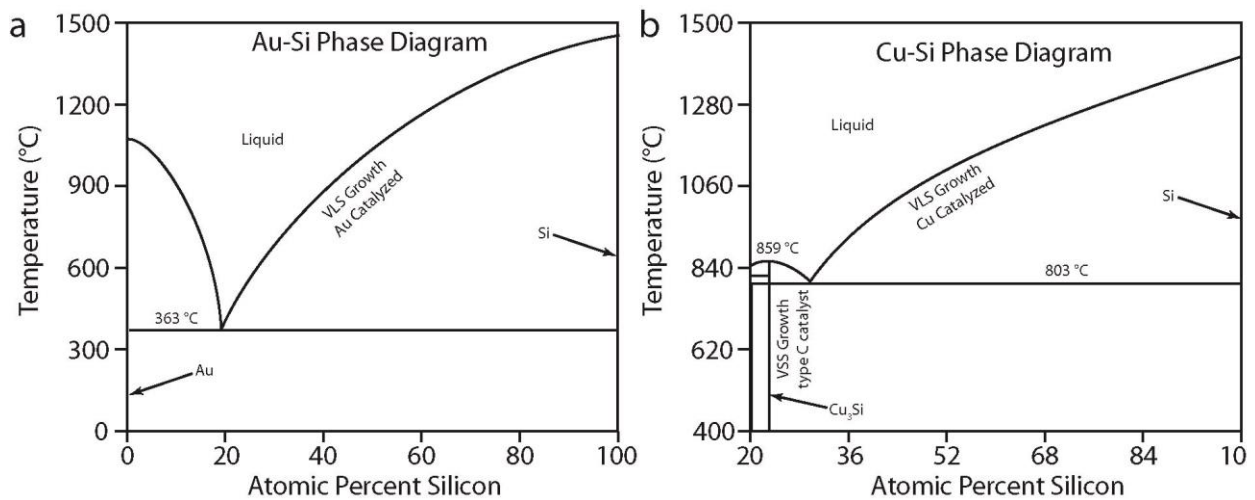 a
Au-Si Phase Diagram
Temperature (°C)
1500
1200
900
600
300
0
Liquid
VLS Growth
Au Catalyzed
Si
363 °C
Au
0
20
40
60
80
100
Atomic Percent Silicon
b
Cu-Si Phase Diagram
Temperature (°C)
1500
1280
1060
840
620
400
Liquid
VLS Growth
Cu Catalyzed
Si
859 °C
803 °C
VSS Growth
type C catalyst
Cu₃Si
20
36
52
68
84
10
Atomic Percent Silicon